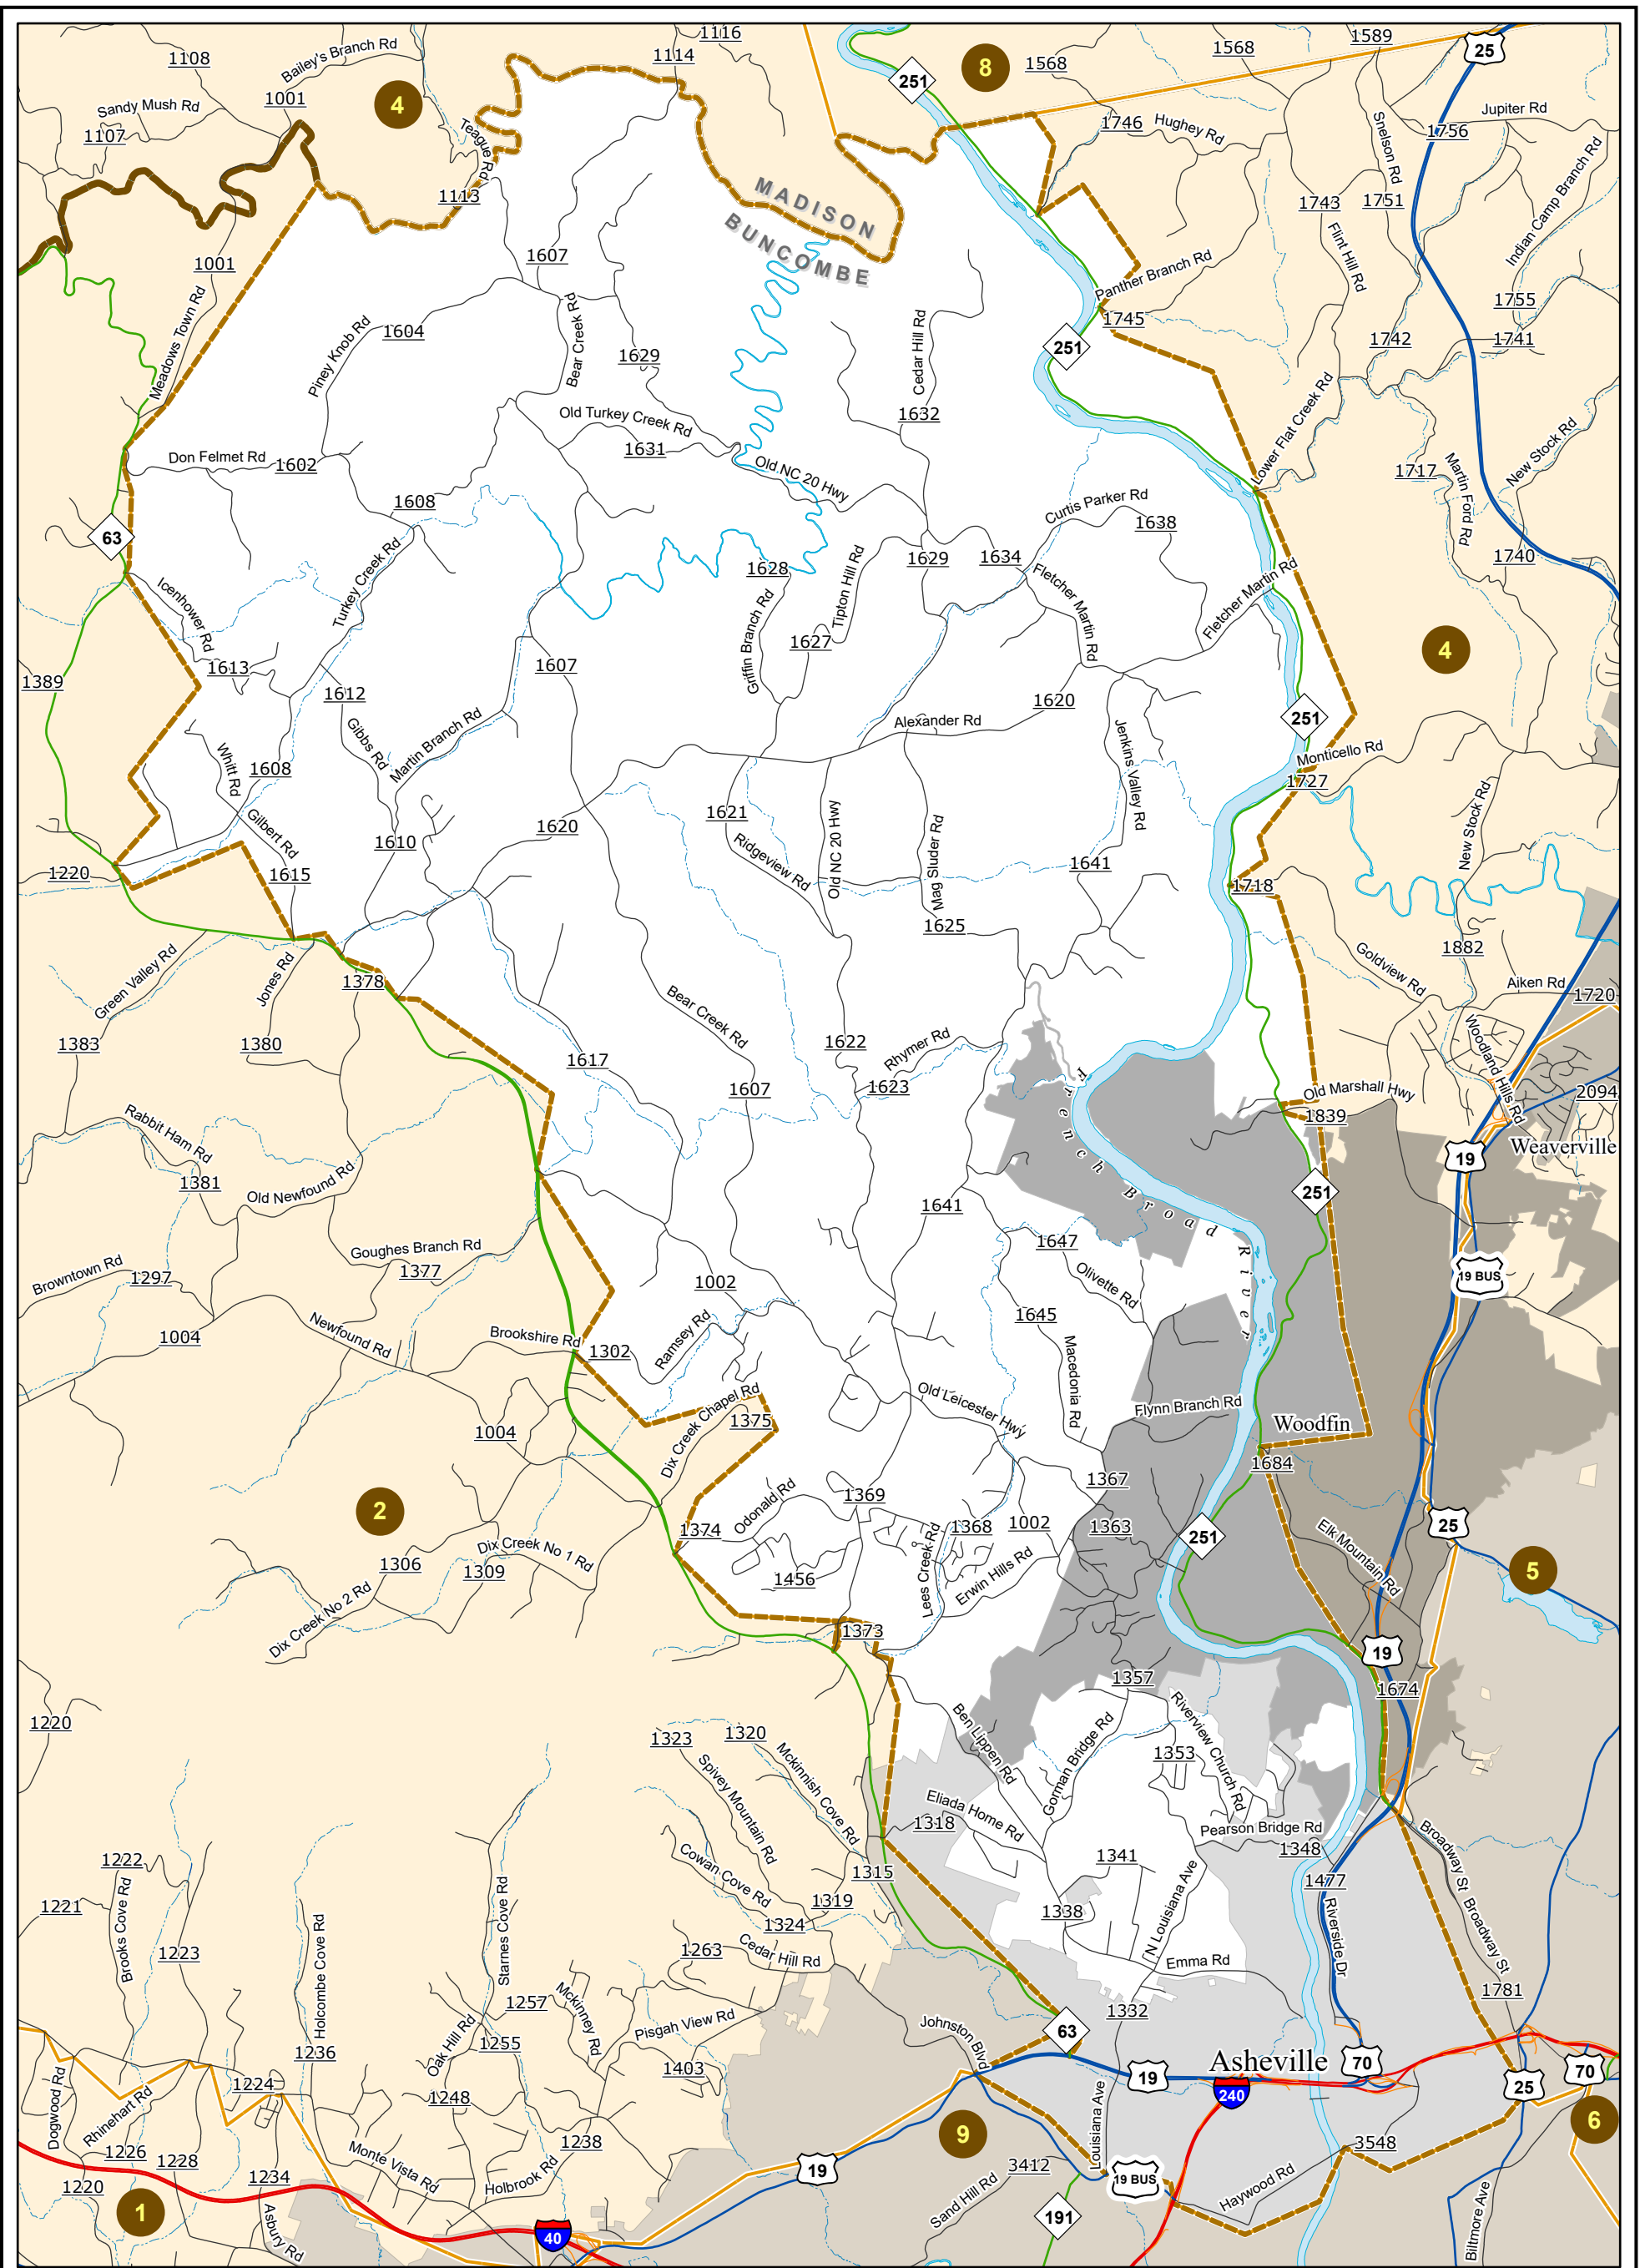 1116
1589
1108
Bailey's Branch Rd
1114
1568
25
1568
8
251
1001
4
Sandy Mush Rd
1107
Teague Rd
1746
Hughey Rd
Snelson Rd
1756
Jupiter Rd
Indian Camp Branch Rd
1113
MADISON
BUNCOMBE
1743
1751
Flint Hill Rd
1001
1607
Panther Branch Rd
1755
Meadows Town Rd
1745
Piney Knob Rd
1604
Bear Creek Rd
1629
Cedar Hill Rd
251
1742
1741
1632
Old Turkey Creek Rd
1631
Lower Flat Creek Rd
New Stock Rd
Don Felmet Rd
1602
Old NC 20 Hwy
1717
Martin Ford Rd
1608
Curtis Parker Rd
1638
63
1740
Turkey Creek Rd
1628
Tipton Hill Rd
1629
1634
Fletcher Martin Rd
Fletcher Martin Rd
Icenhower Rd
Griffin Branch Rd
1627
4
1613
1607
1389
1612
1620
251
Gibbs Rd
Martin Branch Rd
Alexander Rd
Jenkins Valley Rd
Whitt Rd
1608
Monticello Rd
1727
1621
Gilbert Rd
1620
1610
Ridgeview Rd
Old NC 20 Hwy
Mag Sluder Rd
New Stock Rd
1220
1615
1641
1718
1625
1882
Green Valley Rd
Jones Rd
1378
Goldview Rd
Aiken Rd
1720
Bear Creek Rd
1383
1380
1617
1622
Rhymer Rd
Woodland Hills Rd
1607
1623
Old Marshall Hwy
2094
1839
Rabbit Ham Rd
French Broad River
Weaverville
19
1381
Old Newfound Rd
251
1641
Goughes Branch Rd
1647
1377
Browntown Rd
1297
1002
Olivette Rd
19 BUS
1004
Newfound Rd
Brookshire Rd
1302
Ramsey Rd
1645
Macedonia Rd
Dix Creek Chapel Rd
1375
Old Leicester Hwy
Flynn Branch Rd
Woodfin
1004
1684
1367
2
Odonald Rd
1369
1374
1368
1002
1363
251
25
Elk Mountain Rd
Dix Creek No 1 Rd
1306
1309
1456
Lees Creek Rd
Erwin Hills Rd
5
Dix Creek No 2 Rd
1373
19
1357
1674
1220
1323
1320
Ben Lippen Rd
Riverview Church Rd
Spivey Mountain Rd
Mckinnish Cove Rd
Gorman Bridge Rd
1353
Eliada Home Rd
1318
Pearson Bridge Rd
1348
1222
Cowan Cove Rd
1315
1341
Broadway St
1477
1221
Brooks Cove Rd
1319
1324
1338
N Louisiana Ave
Riverside Dr
Broadway St
1223
Holcombe Cove Rd
Starnes Cove Rd
1263
Cedar Hill Rd
Emma Rd
1781
1257
Mckinney Rd
1332
Oak Hill Rd
Pisgah View Rd
Johnston Blvd
63
1236
1255
1403
Asheville
70
70
19
240
25
1224
Dogwood Rd
Rhinehart Rd
1248
Louisiana Ave
9
6
1226
1238
1228
Monte Vista Rd
3548
1234
Holbrook Rd
19
3412
19 BUS
Haywood Rd
1220
Sand Hill Rd
1
Asbury Rd
40
191
Biltmore Ave